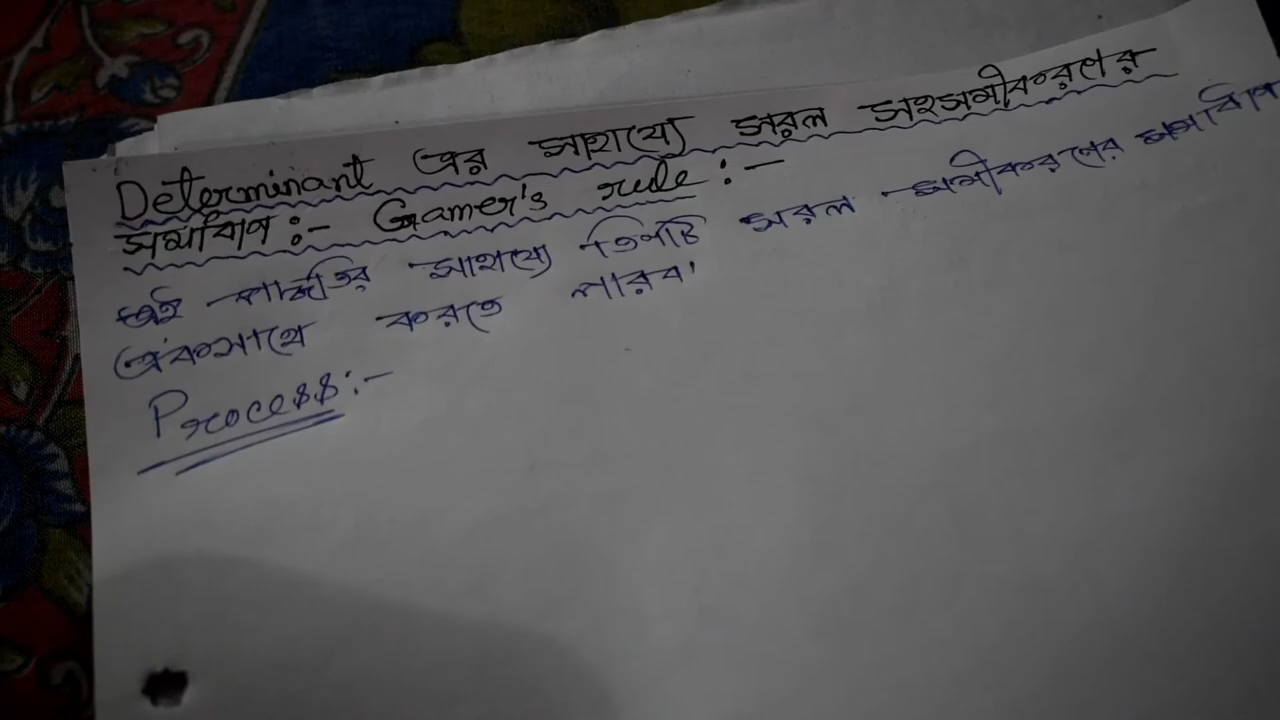 Determinant এর সাহায্যে সরল সহসমীকরণের
সমাধান :- Gramer's rule :-
এই পদ্ধতির সাহায্যে তিনটি সরল সমীকরণের সমাধান
একসাথে করতে পারব।
Process :-